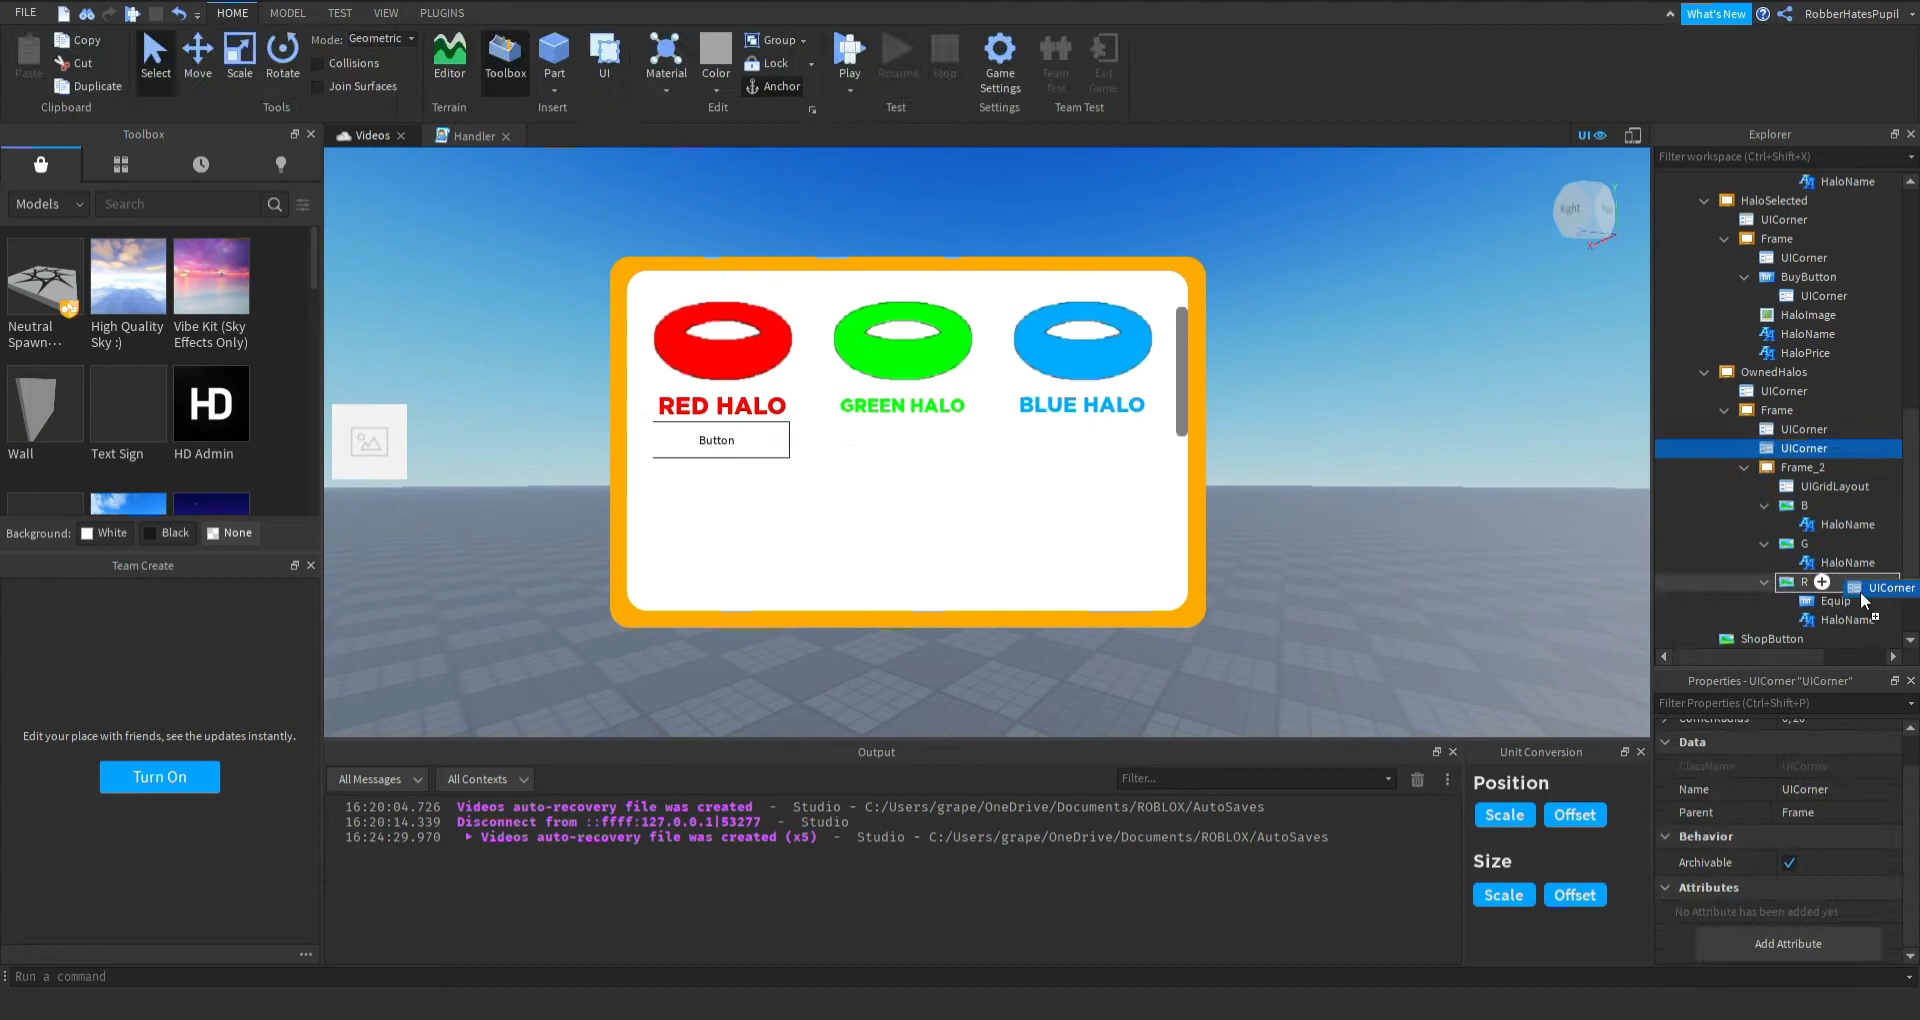 FILE
HOME
MODEL
TEST
VIEW
PLUGINS
What's New
RobberHatesPupil
Paste
Copy
Cut
Duplicate
Clipboard
Select
Move
Scale
Rotate
Mode: Geometric
Collisions
Join Surfaces
Tools
Editor
Terrain
Toolbox
Part
UI
Insert
Material
Color
Group
Lock
Anchor
Edit
Play
Resume
Stop
Test
Game Settings
Settings
Team Test
Exit Game
Team Test
Toolbox
Models
Search
Neutral Spawn...
High Quality Sky :)
Vibe Kit (Sky Effects Only)
Wall
Text Sign
HD
HD Admin
Background:
White
Black
None
Team Create
Edit your place with friends, see the updates instantly.
Turn On
Videos
Handler
UI
Right
Y
X
RED HALO
GREEN HALO
BLUE HALO
Button
Explorer
Filter workspace (Ctrl+Shift+X)
HaloName
HaloSelected
UICorner
Frame
UICorner
BuyButton
UICorner
HaloImage
HaloName
HaloPrice
OwnedHalos
UICorner
Frame
UICorner
UICorner
Frame_2
UIGridLayout
B
HaloName
G
HaloName
R
UICorner
Equip
HaloName
ShopButton
Properties - UICorner "UICorner"
Filter Properties (Ctrl+Shift+P)
Data
ClassName UICorner
Name UICorner
Parent Frame
Behavior
Archivable
Attributes
No Attribute has been added yet
Add Attribute
Output
All Messages
All Contexts
Filter...
16:20:04.726 Videos auto-recovery file was created - Studio - C:/Users/grape/OneDrive/Documents/ROBLOX/AutoSaves
16:20:14.339 Disconnect from ::ffff:127.0.0.1|53277 - Studio
16:24:29.970 Videos auto-recovery file was created (x5) - Studio - C:/Users/grape/OneDrive/Documents/ROBLOX/AutoSaves
Unit Conversion
Position
Scale
Offset
Size
Scale
Offset
Run a command